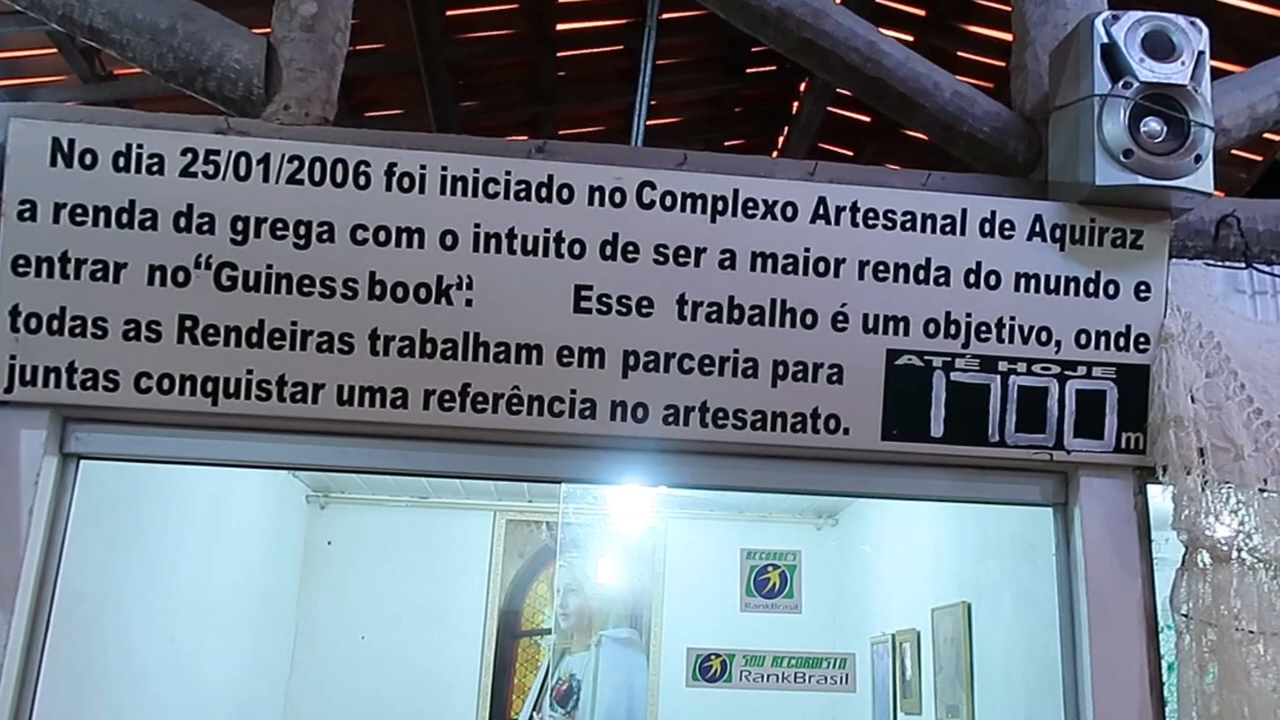 No dia 25/01/2006 foi iniciado no Complexo Artesanal de Aquiraz
a renda da grega com o intuito de ser a maior renda do mundo e
entrar no “Guiness book”. Esse trabalho é um objetivo, onde
todas as Rendeiras trabalham em parceria para
juntas conquistar uma referência no artesanato.
ATÉ HOJE
1700 m
RECORDES
RankBrasil
SOU RECORDISTA
RankBrasil